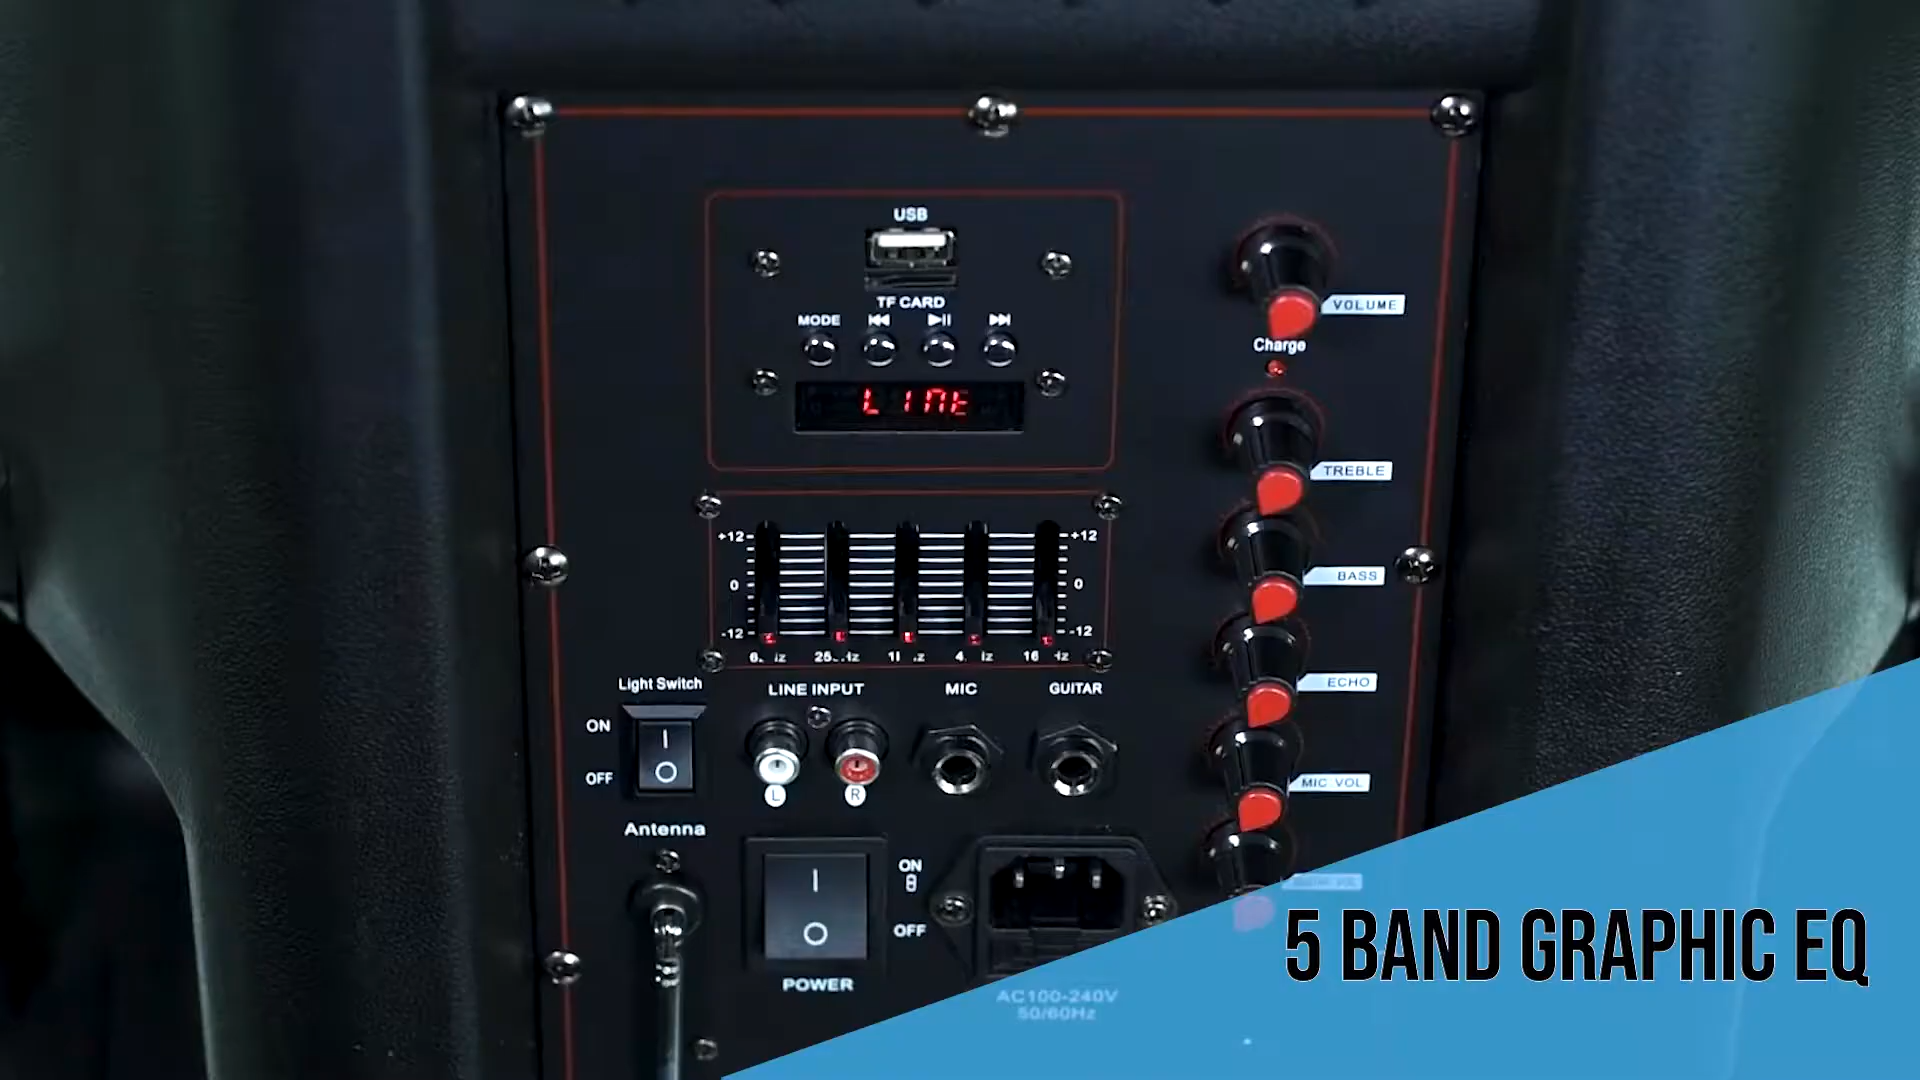 USB
TF CARD
MODE
LINE
VOLUME
Charge
TREBLE
BASS
ECHO
MIC VOL
+12 +12
0 0
-12 -12
Light Switch
ON
OFF
LINE INPUT
MIC
GUITAR
L R
Antenna
POWER
ON
OFF
AC100-240V
50/60Hz
5 BAND GRAPHIC EQ